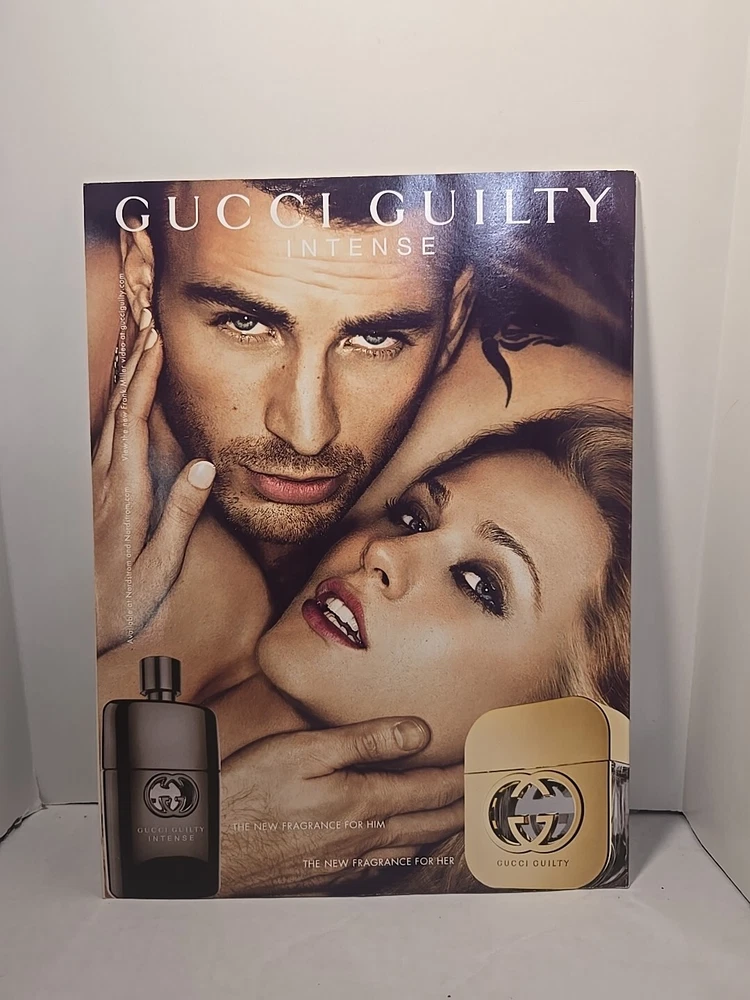 GUCCI GUILTY
INTENSE
View the new Frank Miller video at gucciguilty.com
Available at Nordstrom and Nordstrom.com
GUCCI GUILTY
INTENSE
THE NEW FRAGRANCE FOR HIM
THE NEW FRAGRANCE FOR HER
GUCCI GUILTY